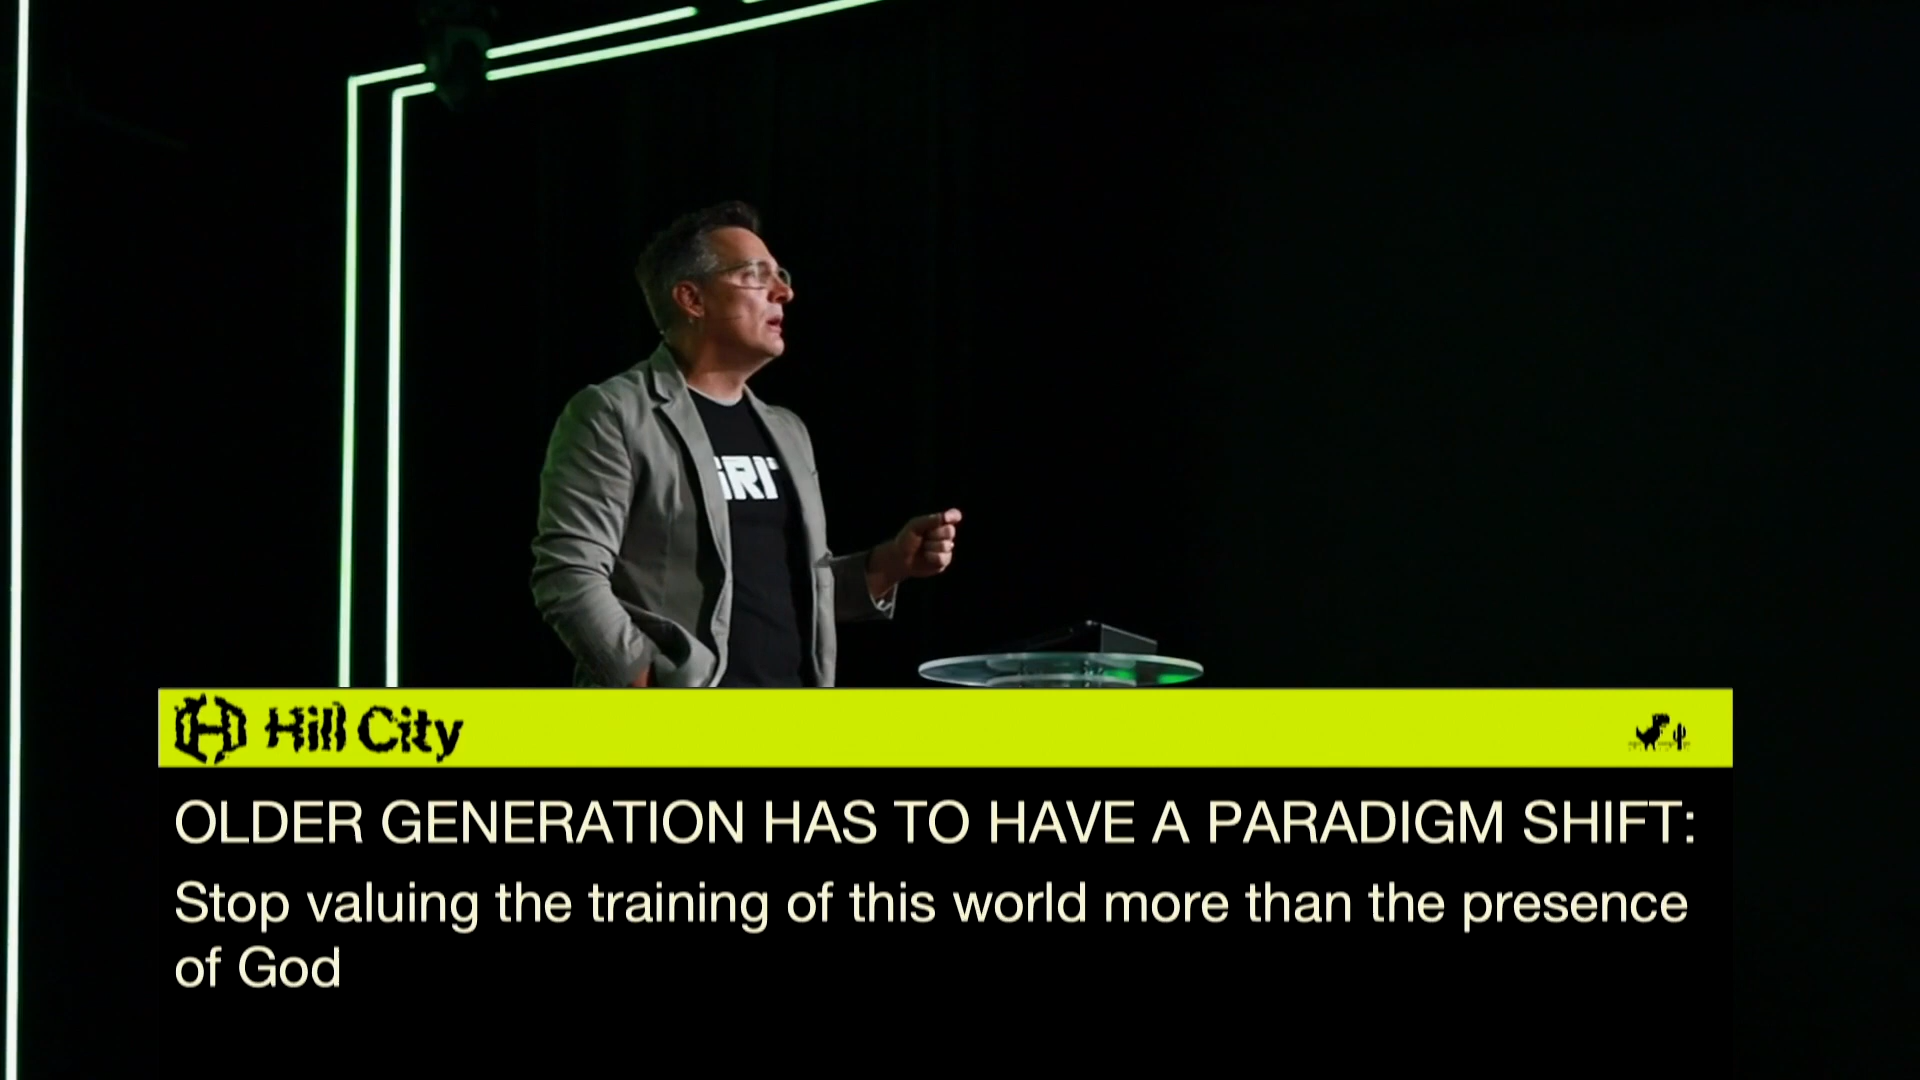 GRIT
Hill City
OLDER GENERATION HAS TO HAVE A PARADIGM SHIFT:
Stop valuing the training of this world more than the presence
of God